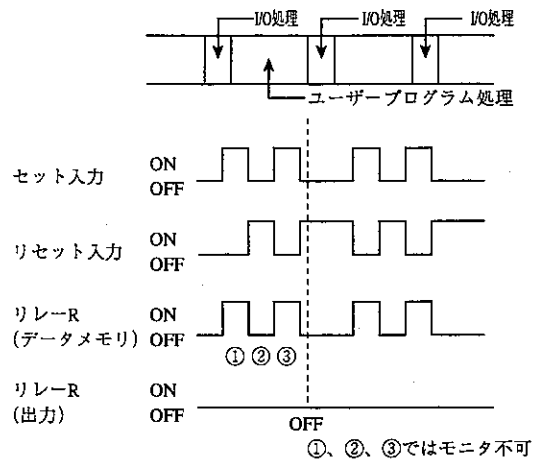 I/O処理 I/O処理 I/O処理
ユーザープログラム処理
セット入力 ON
OFF
リセット入力 ON
OFF
リレーR ON
(データメモリ) OFF
① ② ③
リレーR ON
(出力) OFF
OFF
①、②、③ではモニタ不可